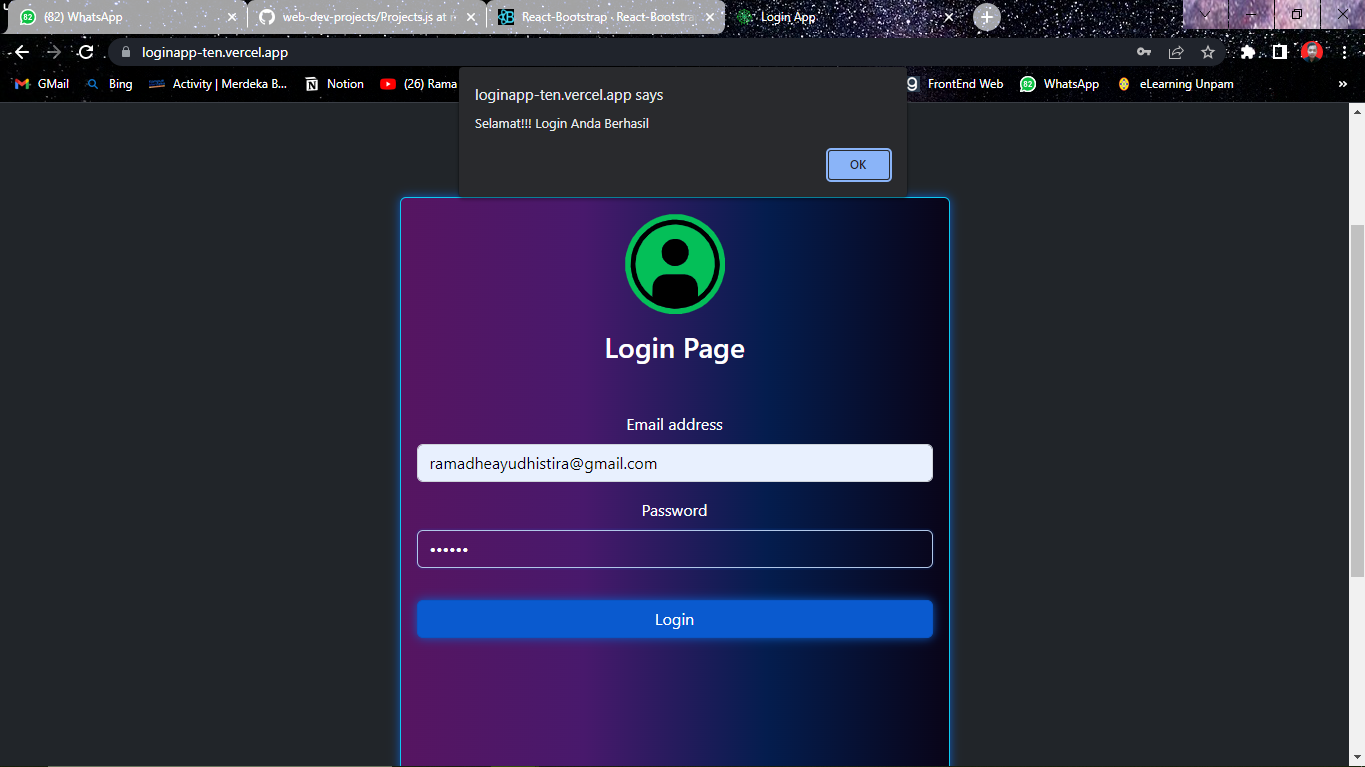 (82) WhatsApp
web-dev-projects/Projects.js at
React-Bootstrap · React-Bootstra
Login App
loginapp-ten.vercel.app
GMail
Bing
Activity | Merdeka B...
Notion
(26) Rama
FrontEnd Web
82 WhatsApp
eLearning Unpam
»
loginapp-ten.vercel.app says
Selamat!!! Login Anda Berhasil
OK
Login Page
Email address
ramadheayudhistira@gmail.com
Password
••••••
Login